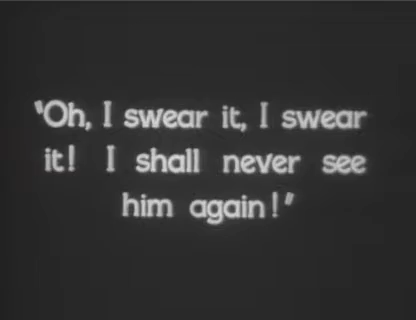 "Oh, I swear it, I swear
it! I shall never see
him again!"